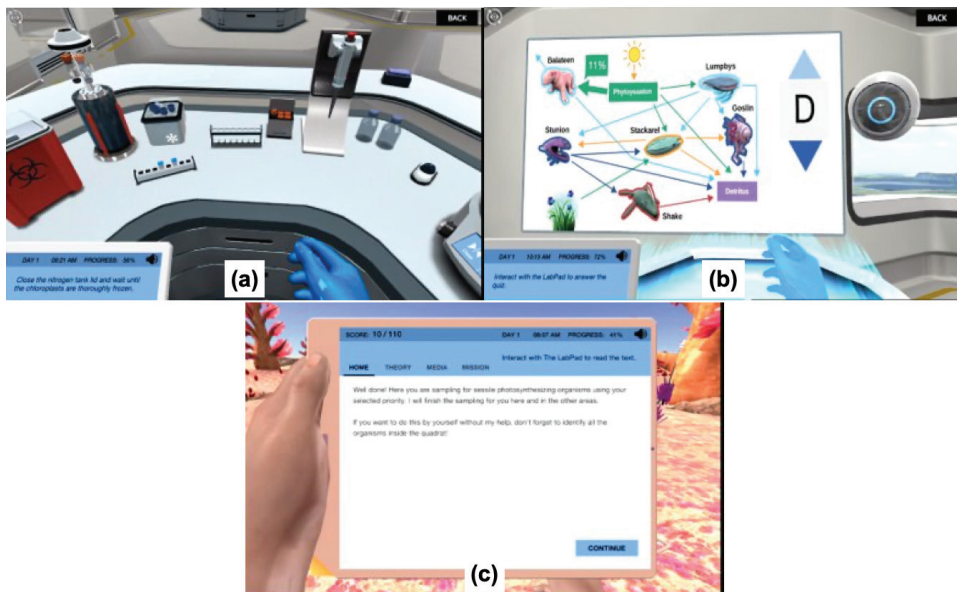 BACK
DAY 1 08:21 AM PROGRESS: 86%
Close the nitrogen tank lid and wait until
the chloroplasts are thoroughly frozen.
(a)
BACK
Balateen
11%
Phytoswaton
Lumpbys
Goslin
Stunion
Stackarel
D
Detritus
Shake
DAY 1 10:13 AM PROGRESS: 72%
Interact with the LabPad to answer the
quiz.
(b)
SCORE: 10 / 110 DAY 1 08:37 AM PROGRESS: 41%
Interact with The LabPad to read the text.
HOME THEORY MEDIA MISSION
Well done! Here you are sampling for sessile photosynthesizing organisms using your
selected priority. I will finish the sampling for you here and in the other areas.
If you want to do this by yourself without my help, don't forget to identify all the
organisms inside the quadrat!
CONTINUE
(c)